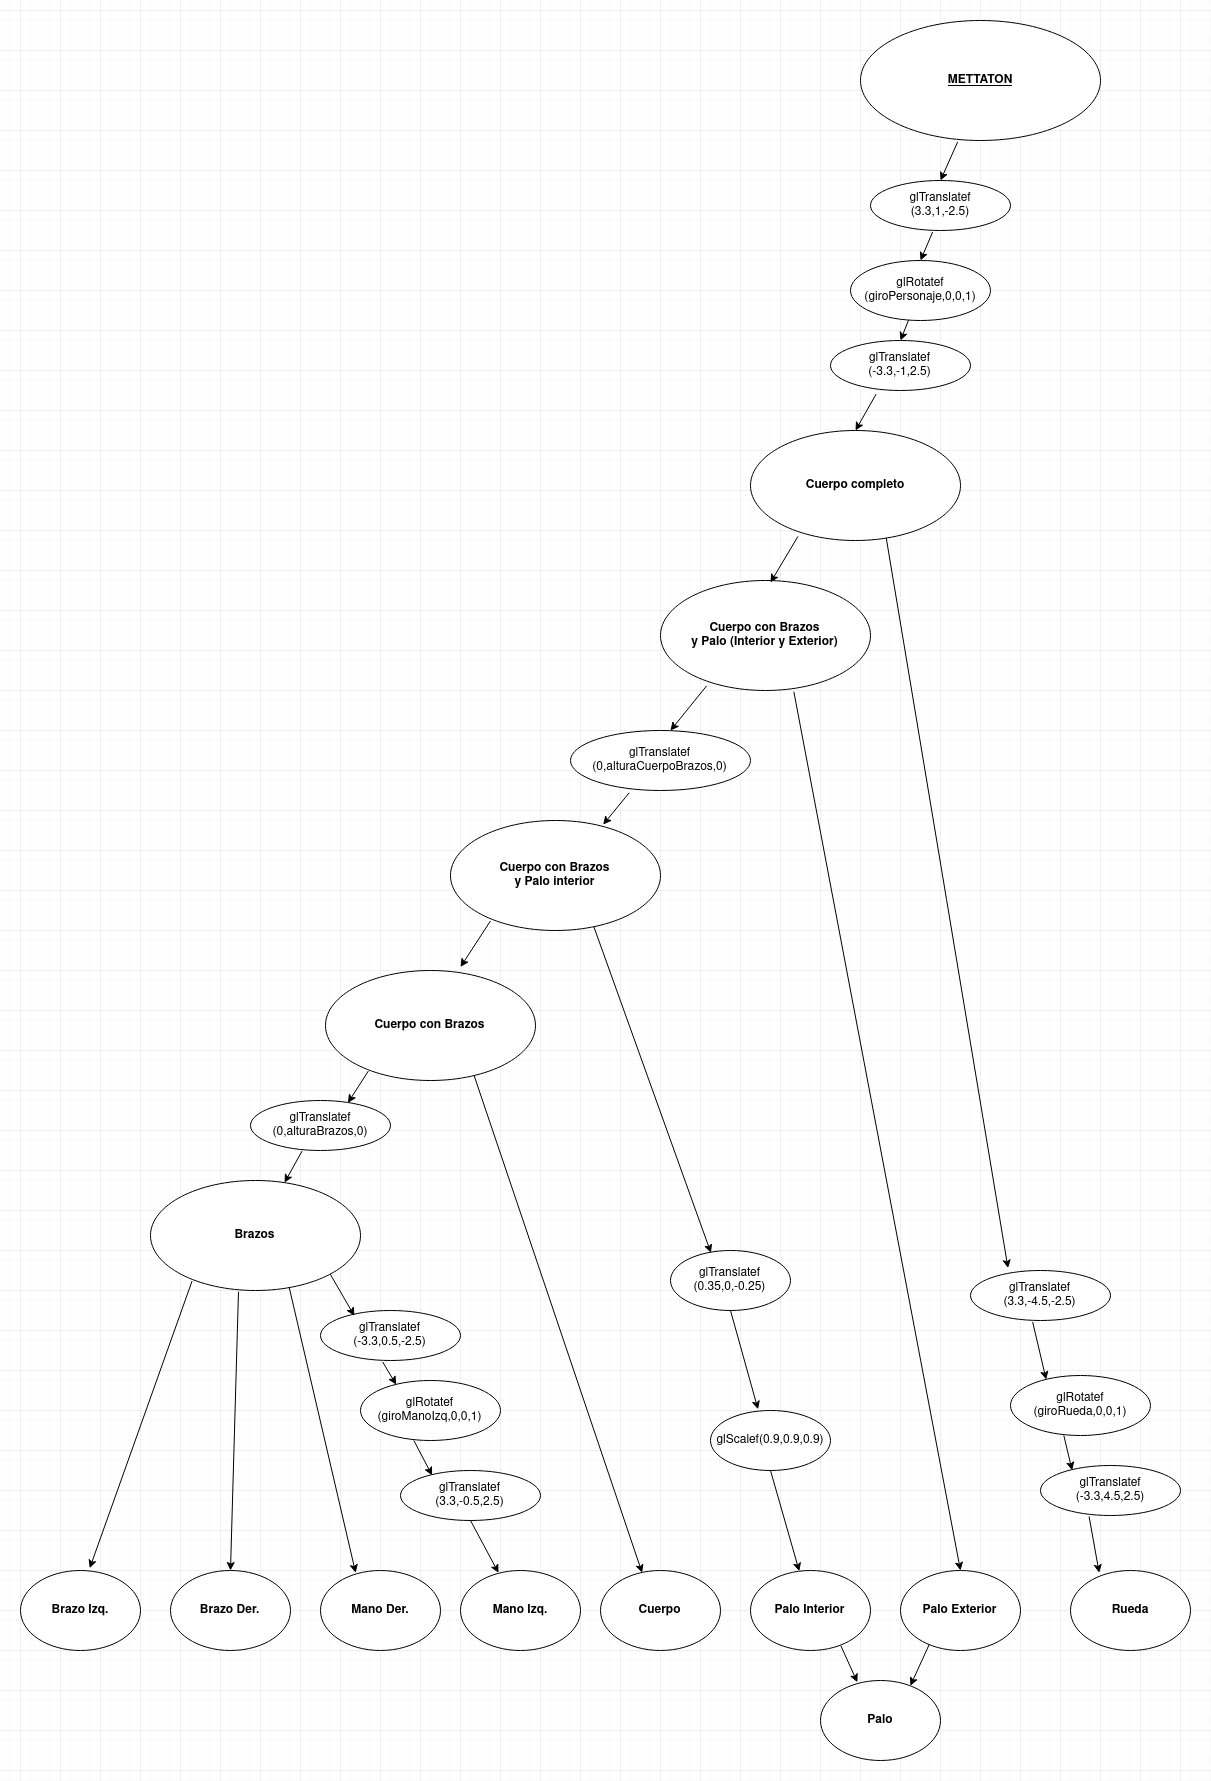 METTATON
glTranslatef
(3.3,1,-2.5)
glRotatef
(giroPersonaje,0,0,1)
glTranslatef
(-3.3,-1,2.5)
Cuerpo completo
Cuerpo con Brazos
y Palo (Interior y Exterior)
glTranslatef
(0,alturaCuerpoBrazos,0)
Cuerpo con Brazos
y Palo interior
Cuerpo con Brazos
glTranslatef
(0,alturaBrazos,0)
Brazos
glTranslatef
(0.35,0,-0.25)
glTranslatef
(3.3,-4.5,-2.5)
glTranslatef
(-3.3,0.5,-2.5)
glRotatef
(giroManoIzq,0,0,1)
glRotatef
(giroRueda,0,0,1)
glScalef(0.9,0.9,0.9)
glTranslatef
(3.3,-0.5,2.5)
glTranslatef
(-3.3,4.5,2.5)
Brazo Izq.
Brazo Der.
Mano Der.
Mano Izq.
Cuerpo
Palo Interior
Palo Exterior
Rueda
Palo